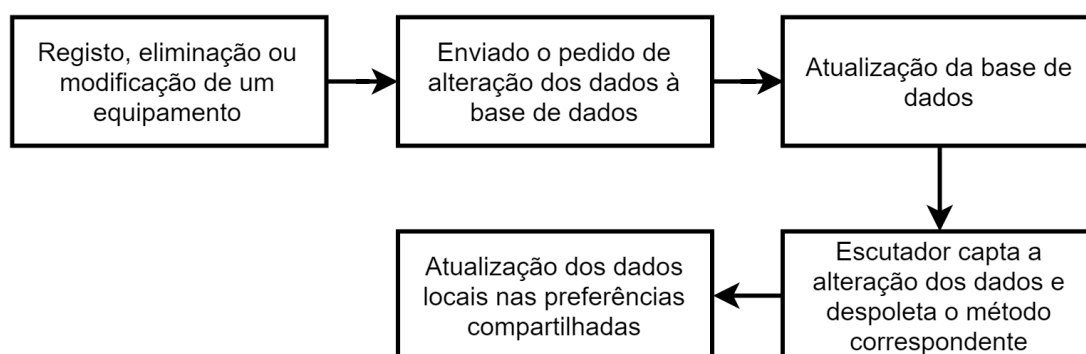 Registo, eliminação ou
modificação de um
equipamento
Enviado o pedido de
alteração dos dados à
base de dados
Atualização da base de
dados
Escutador capta a
alteração dos dados e
despoleta o método
correspondente
Atualização dos dados
locais nas preferências
compartilhadas